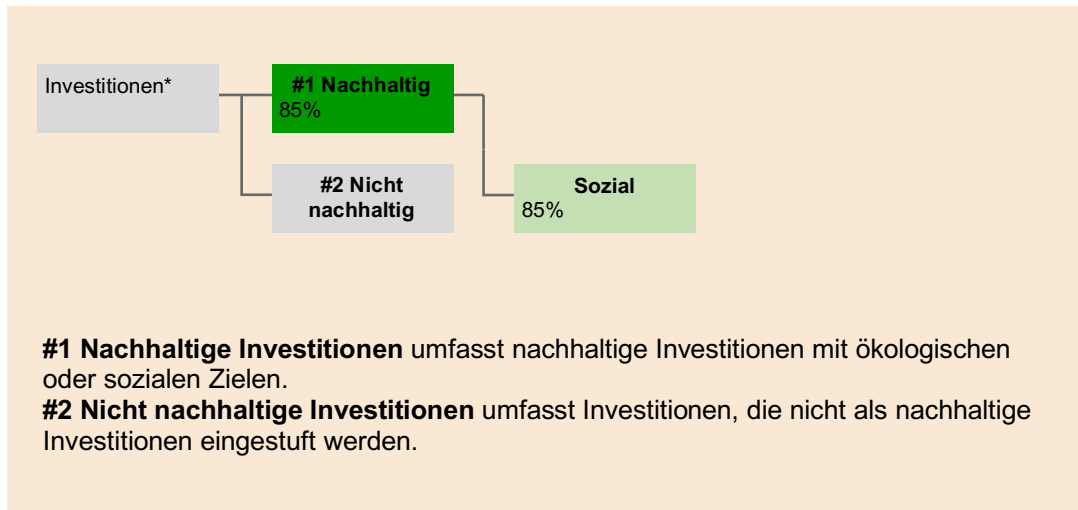 Investitionen*
#1 Nachhaltig
85%
#2 Nicht
nachhaltig
Sozial
85%
#1 Nachhaltige Investitionen umfasst nachhaltige Investitionen mit ökologischen
oder sozialen Zielen.
#2 Nicht nachhaltige Investitionen umfasst Investitionen, die nicht als nachhaltige
Investitionen eingestuft werden.